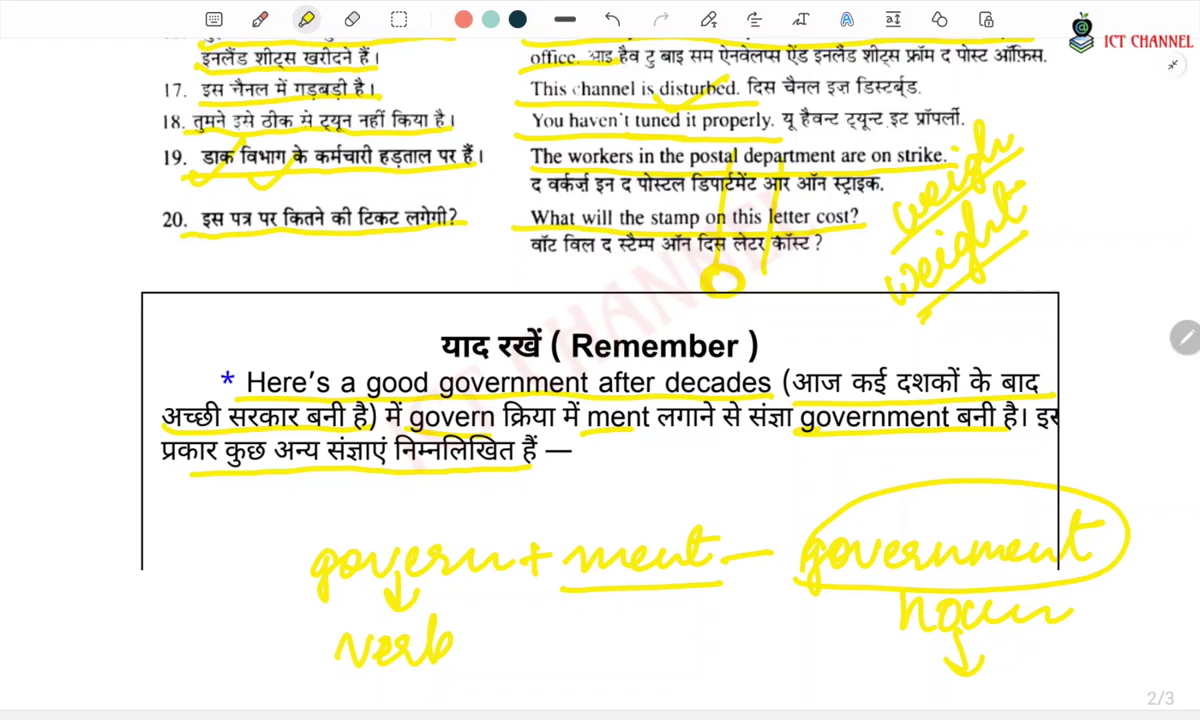 ICT CHANNEL
इनलैंड शीट्स खरीदने हैं।
office. आइ हैव टु बाइ सम ऐनवेलप्स ऐंड इनलैंड शीट्स फ्रॉम द पोस्ट ऑफ़िस.
17. इस चैनल में गड़बड़ी है।
This channel is disturbed. दिस चैनल इज़ डिस्टर्ब्ड.
18. तुमने इसे ठीक से ट्यून नहीं किया है।
You haven't tuned it properly. यू हैवन्ट ट्यून्ट इट प्रॉपर्ली.
19. डाक विभाग के कर्मचारी हड़ताल पर हैं।
The workers in the postal department are on strike.
द वर्कर्ज़ इन द पोस्टल डिपार्टमेंट आर ऑन स्ट्राइक.
20. इस पत्र पर कितने की टिकट लगेगी?
What will the stamp on this letter cost?
वॉट विल द स्टैम्प ऑन दिस लेटर कॉस्ट ?
weigh
weight
ICT CHANNEL
याद रखें ( Remember )
* Here's a good government after decades (आज कई दशकों के बाद
अच्छी सरकार बनी है) में govern क्रिया में ment लगाने से संज्ञा government बनी है। इस
प्रकार कुछ अन्य संज्ञाएं निम्नलिखित हैं —
govern + ment — government
verb
noun
2/3